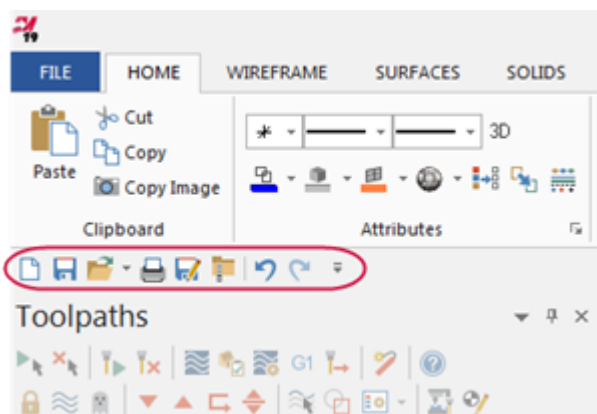 19
FILE HOME WIREFRAME SURFACES SOLIDS
Cut
Copy
Paste
Copy Image
3D
Clipboard
Attributes
Toolpaths
G1